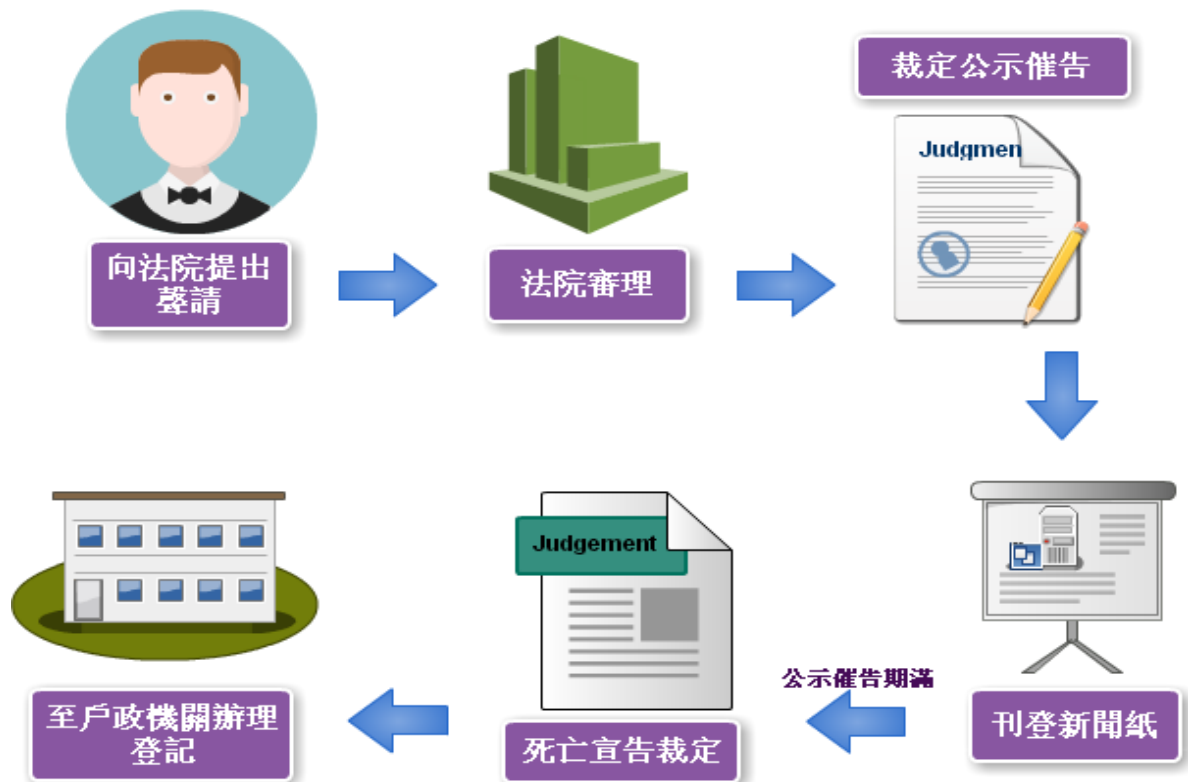 向法院提出
聲請
法院審理
裁定公示催告
Judgmen
刊登新聞紙
公示催告期滿
Judgement
死亡宣告裁定
至戶政機關辦理
登記